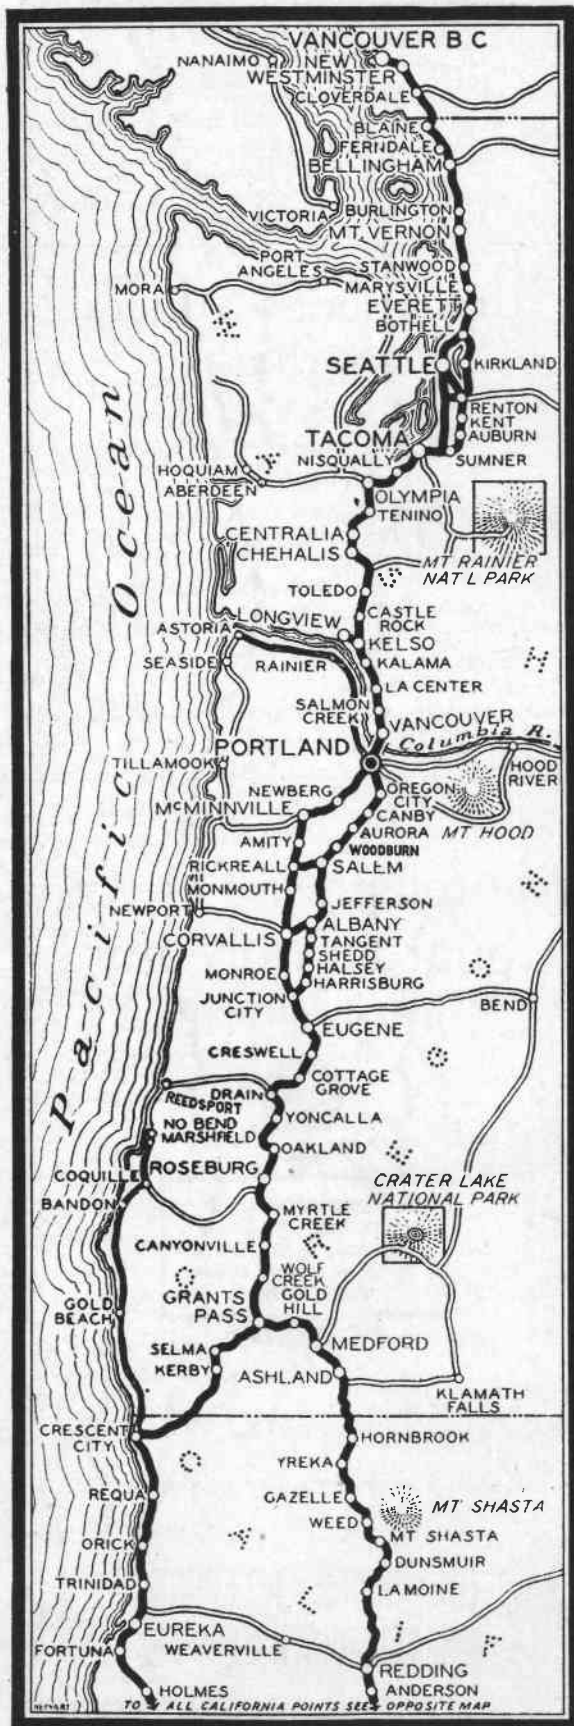 VANCOUVER B C
NANAIMO
NEW
WESTMINSTER
CLOVERDALE
BLAINE
FERNDALE
BELLINGHAM
VICTORIA
BURLINGTON
MT. VERNON
PORT
ANGELES
STANWOOD
MORA
MARYSVILLE
EVERETT
BOTHELL
SEATTLE
KIRKLAND
RENTON
KENT
AUBURN
TACOMA
NISQUALLY
SUMNER
HOQUIAM
ABERDEEN
OLYMPIA
TENINO
CENTRALIA
CHEHALIS
MT RAINIER
NAT'L PARK
TOLEDO
CASTLE
ROCK
LONGVIEW
ASTORIA
KELSO
SEASIDE
RAINIER
KALAMA
LA CENTER
SALMON
CREEK
VANCOUVER
Columbia R.
PORTLAND
TILLAMOOK
HOOD
RIVER
NEWBERG
OREGON
CITY
McMINNVILLE
CANBY
AURORA
MT HOOD
AMITY
WOODBURN
RICKREALL
SALEM
MONMOUTH
JEFFERSON
NEWPORT
ALBANY
CORVALLIS
TANGENT
SHEDD
HALSEY
MONROE
HARRISBURG
JUNCTION
CITY
BEND
EUGENE
CRESWELL
COTTAGE
GROVE
DRAIN
REEDSPORT
YONCALLA
NO BEND
MARSHFIELD
OAKLAND
ROSEBURG
COQUILLE
CRATER LAKE
NATIONAL PARK
BANDON
MYRTLE
CREEK
CANYONVILLE
WOLF
CREEK
GRANTS
PASS
GOLD
HILL
GOLD
BEACH
SELMA
KERBY
MEDFORD
ASHLAND
KLAMATH
FALLS
CRESCENT
CITY
HORNBROOK
YREKA
REQUA
GAZELLE
MT SHASTA
WEED
ORICK
MT SHASTA
DUNSMUIR
TRINIDAD
LAMOINE
EUREKA
WEAVERVILLE
FORTUNA
REDDING
HOLMES
ANDERSON
TO ALL CALIFORNIA POINTS SEE OPPOSITE MAP
Pacific Ocean
WASH
OREGON
CALIF